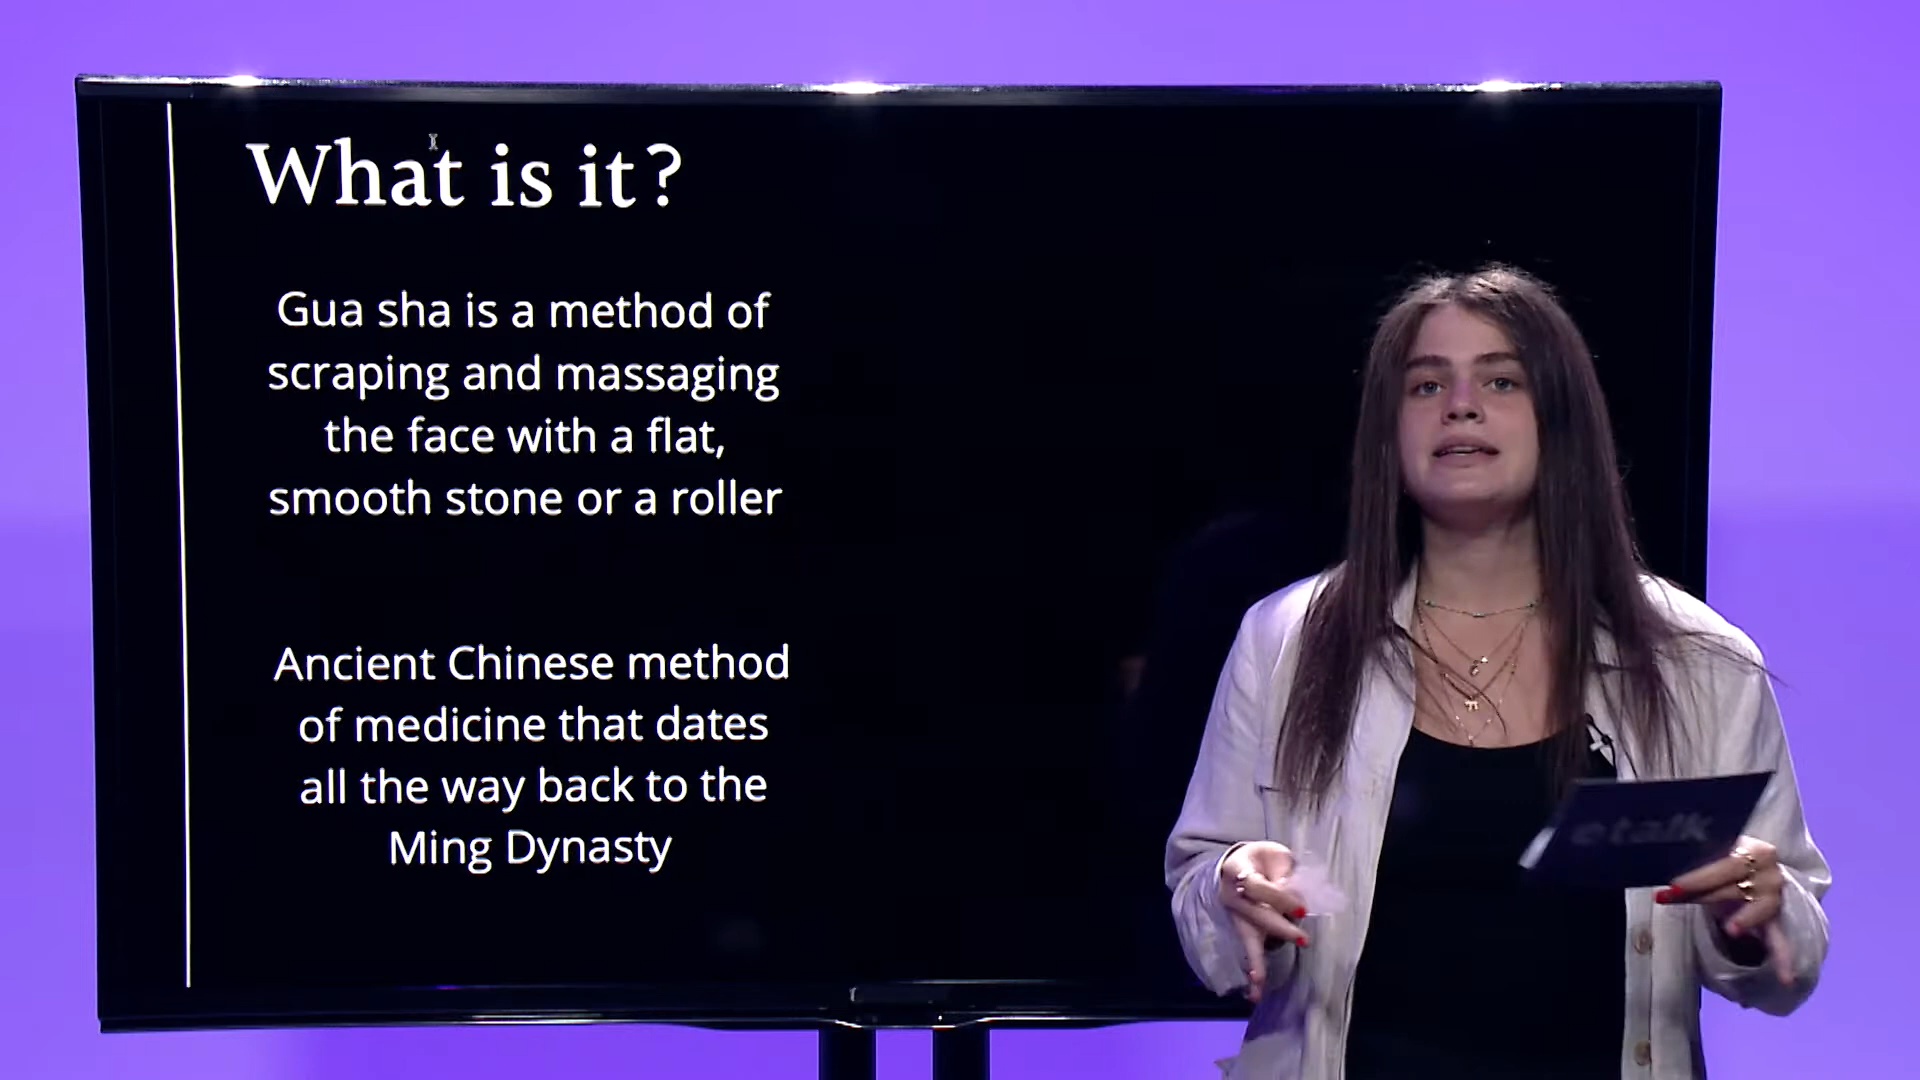 What is it?
Gua sha is a method of
scraping and massaging
the face with a flat,
smooth stone or a roller
Ancient Chinese method
of medicine that dates
all the way back to the
Ming Dynasty
etalk